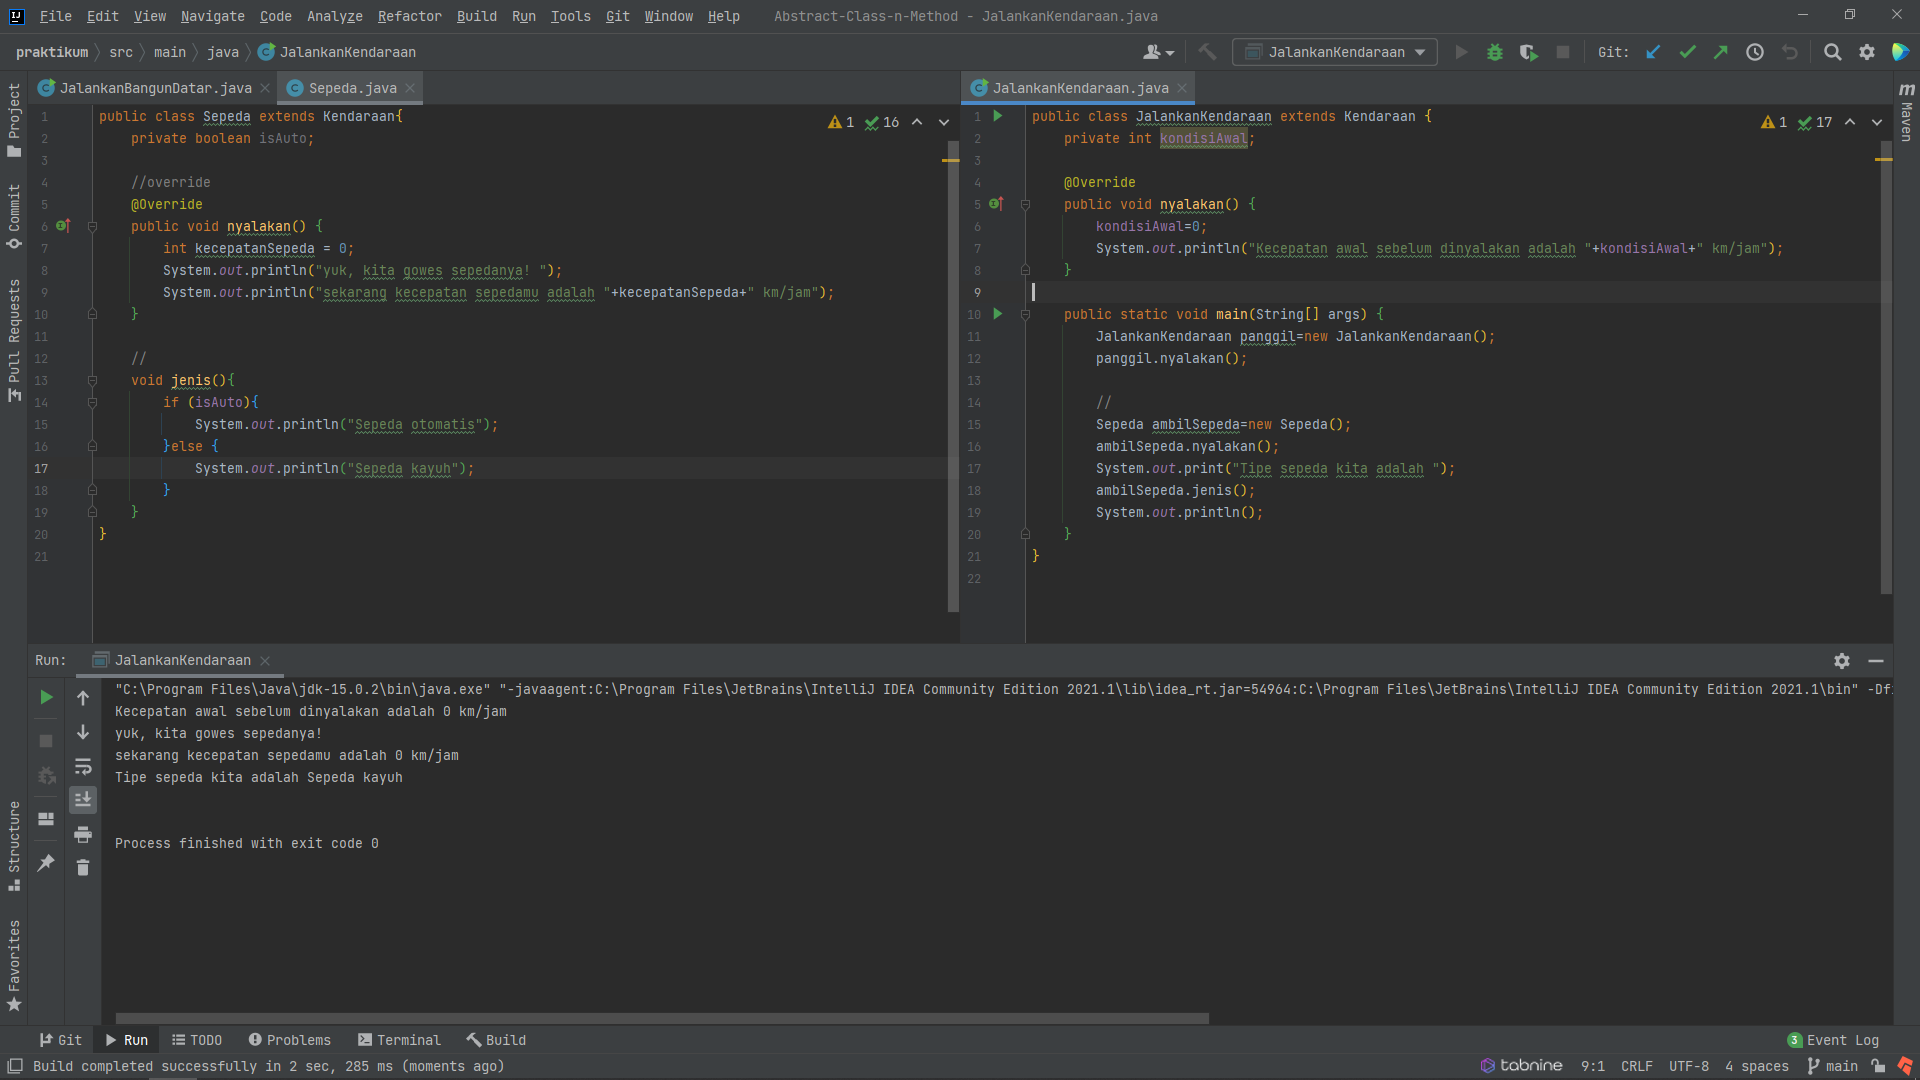 File Edit View Navigate Code Analyze Refactor Build Run Tools Git Window Help Abstract-Class-n-Method - JalankanKendaraan.java
praktikum src main java JalankanKendaraan JalankanKendaraan Git:
JalankanBangunDatar.java Sepeda.java
1 public class Sepeda extends Kendaraan{
2 private boolean isAuto;
3
4 //override
5 @Override
6 public void nyalakan() {
7 int kecepatanSepeda = 0;
8 System.out.println("yuk, kita gowes sepedanya! ");
9 System.out.println("sekarang kecepatan sepedamu adalah "+kecepatanSepeda+" km/jam");
10 }
11
12 //
13 void jenis(){
14 if (isAuto){
15 System.out.println("Sepeda otomatis");
16 }else {
17 System.out.println("Sepeda kayuh");
18 }
19 }
20 }
21
1 16
JalankanKendaraan.java
1 public class JalankanKendaraan extends Kendaraan {
2 private int kondisiAwal;
3
4 @Override
5 public void nyalakan() {
6 kondisiAwal=0;
7 System.out.println("Kecepatan awal sebelum dinyalakan adalah "+kondisiAwal+" km/jam");
8 }
9
10 public static void main(String[] args) {
11 JalankanKendaraan panggil=new JalankanKendaraan();
12 panggil.nyalakan();
13
14 //
15 Sepeda ambilSepeda=new Sepeda();
16 ambilSepeda.nyalakan();
17 System.out.print("Tipe sepeda kita adalah ");
18 ambilSepeda.jenis();
19 System.out.println();
20 }
21 }
22
1 17
Project
Commit
Pull Requests
Structure
Favorites
Maven
Run: JalankanKendaraan
"C:\Program Files\Java\jdk-15.0.2\bin\java.exe" "-javaagent:C:\Program Files\JetBrains\IntelliJ IDEA Community Edition 2021.1\lib\idea_rt.jar=54964:C:\Program Files\JetBrains\IntelliJ IDEA Community Edition 2021.1\bin" -Df
Kecepatan awal sebelum dinyalakan adalah 0 km/jam
yuk, kita gowes sepedanya!
sekarang kecepatan sepedamu adalah 0 km/jam
Tipe sepeda kita adalah Sepeda kayuh
Process finished with exit code 0
Git Run TODO Problems Terminal Build 3 Event Log
Build completed successfully in 2 sec, 285 ms (moments ago) tabnine 9:1 CRLF UTF-8 4 spaces main